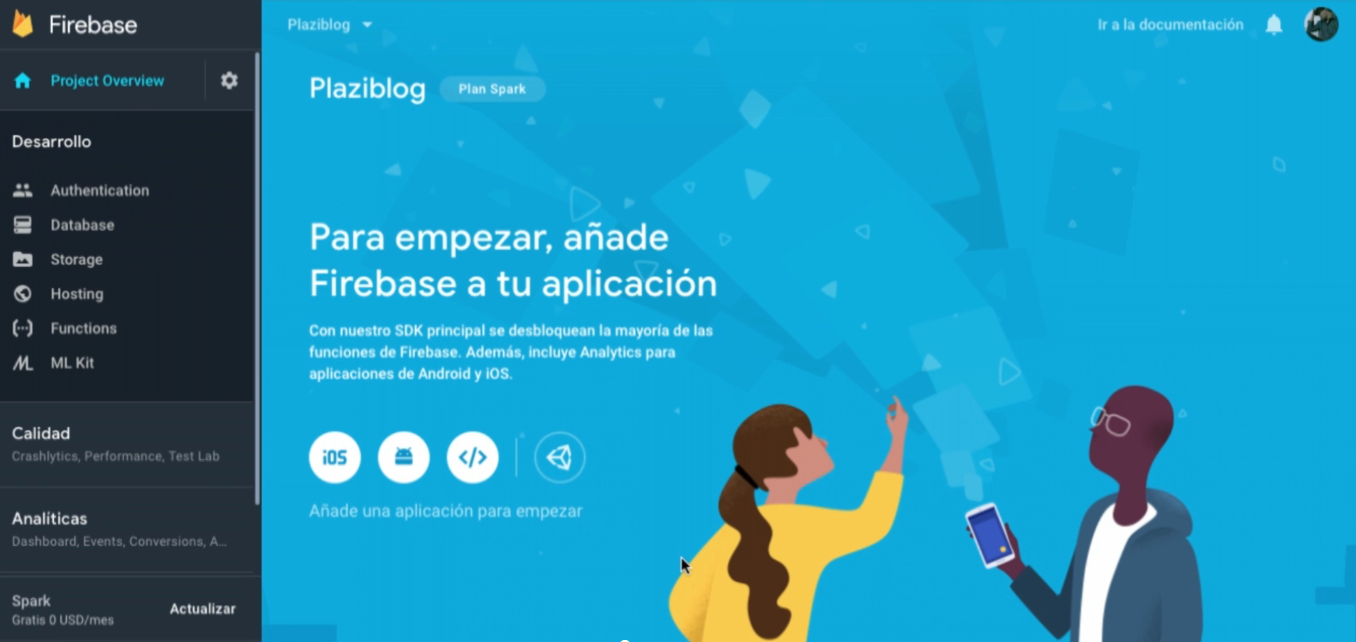 Firebase
Project Overview
Desarrollo
Authentication
Database
Storage
Hosting
Functions
ML Kit
Calidad
Crashlytics, Performance, Test Lab
Analíticas
Dashboard, Events, Conversions, A...
Spark
Gratis 0 USD/mes
Actualizar
Plaziblog
Ir a la documentación
Plaziblog
Plan Spark
Para empezar, añade
Firebase a tu aplicación
Con nuestro SDK principal se desbloquean la mayoría de las
funciones de Firebase. Además, incluye Analytics para
aplicaciones de Android y iOS.
iOS
</>
Añade una aplicación para empezar